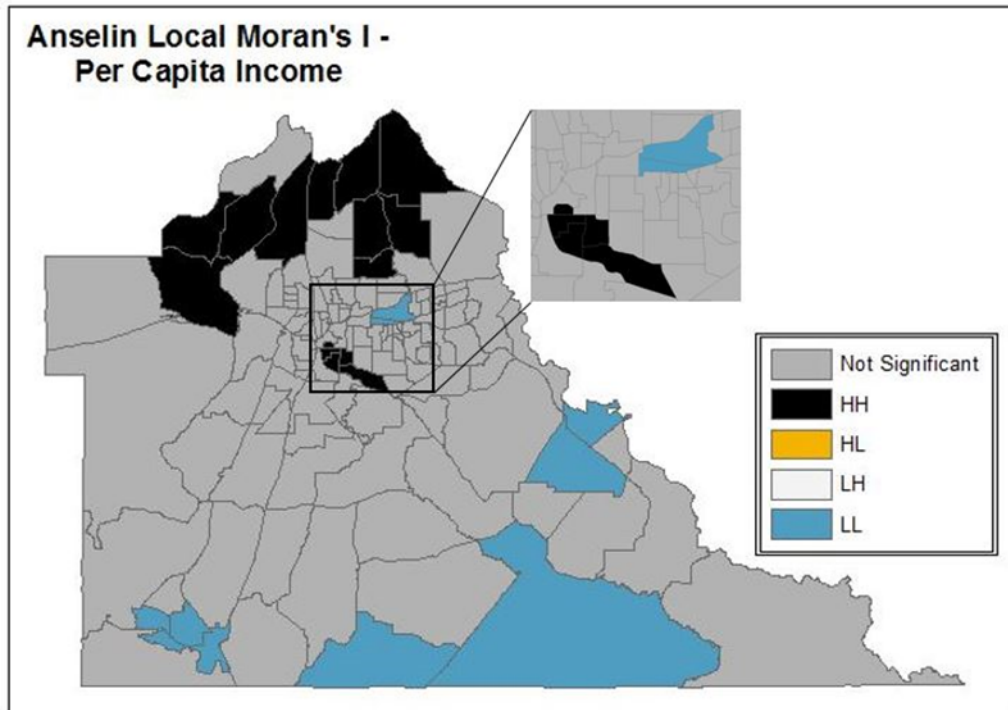 Anselin Local Moran's I -
Per Capita Income
Not Significant
HH
HL
LH
LL